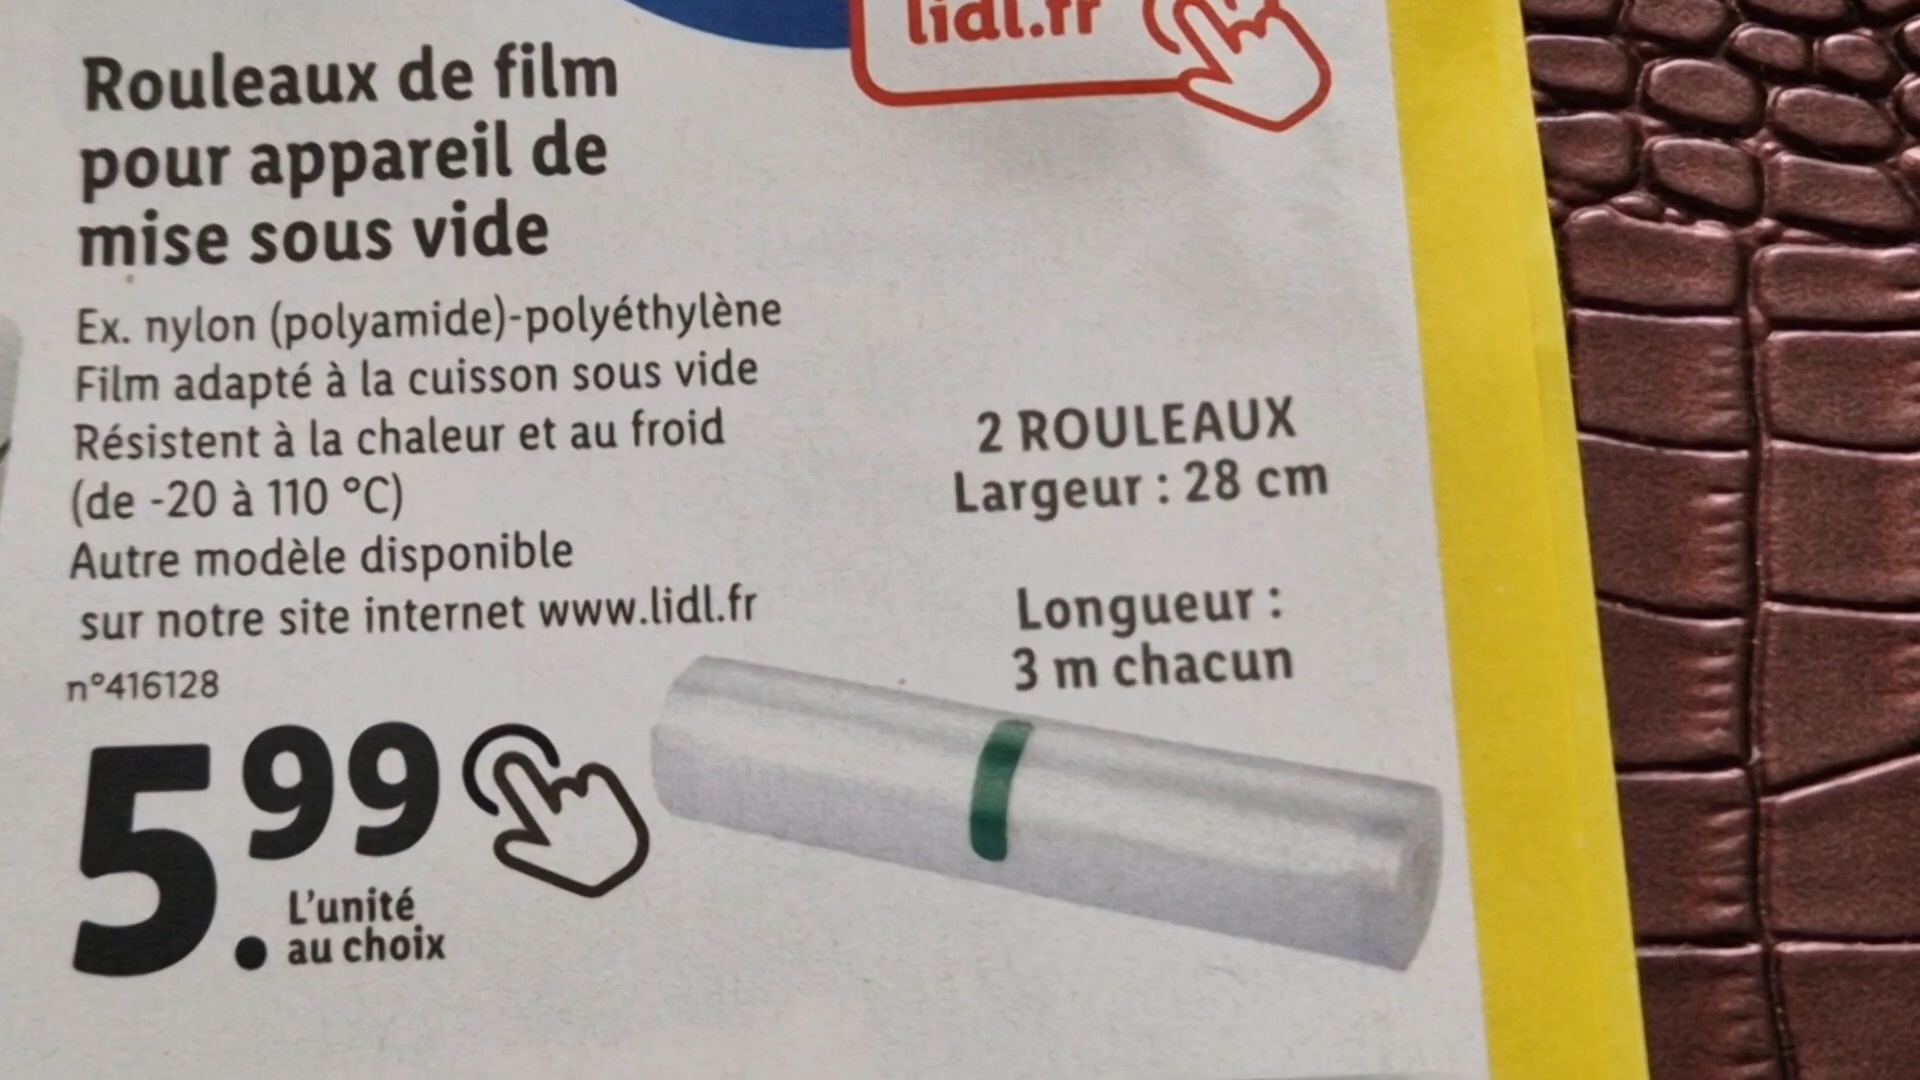 lidl.fr
Rouleaux de film
pour appareil de
mise sous vide
Ex. nylon (polyamide)-polyéthylène
Film adapté à la cuisson sous vide
Résistent à la chaleur et au froid
(de -20 à 110 °C)
Autre modèle disponible
sur notre site internet www.lidl.fr
n°416128
5.99
L'unité
au choix
2 ROULEAUX
Largeur : 28 cm
Longueur :
3 m chacun